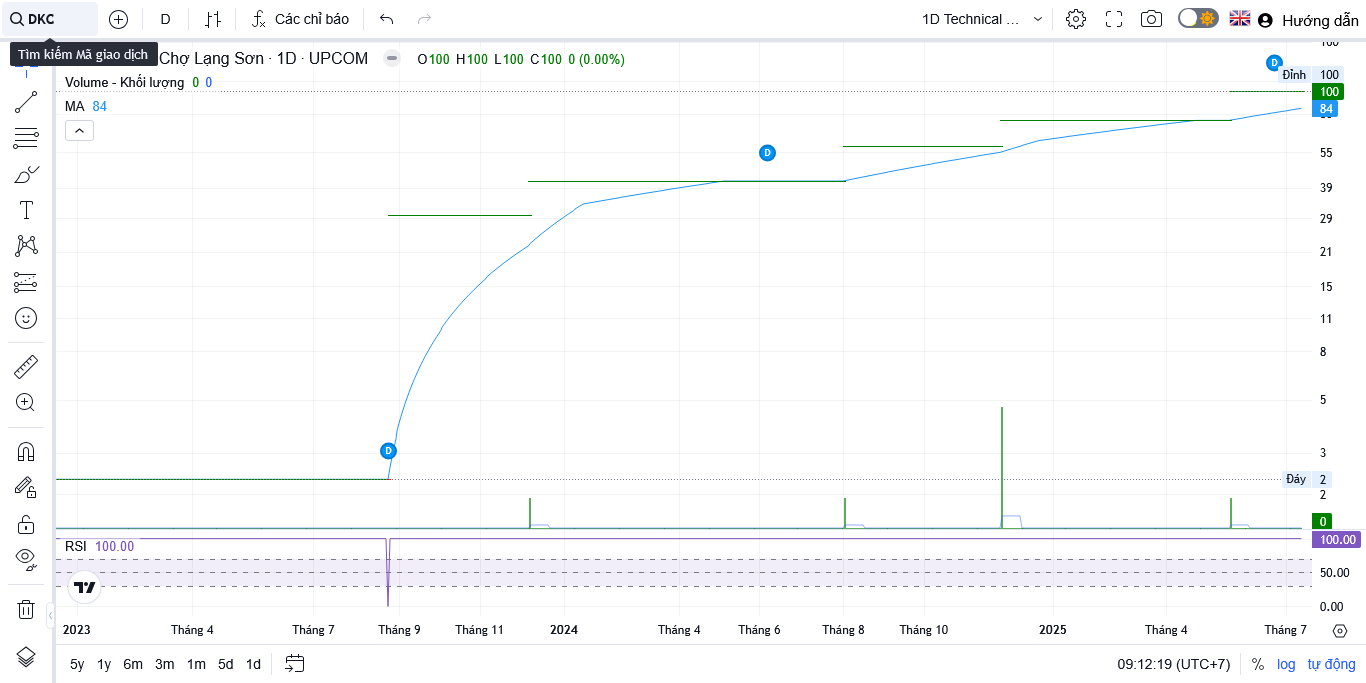 DKC
D
Các chỉ báo
1D Technical ...
Hướng dẫn
Tìm kiếm Mã giao dịch
Chợ Lạng Sơn · 1D · UPCOM
O100 H100 L100 C100 0 (0.00%)
Volume - Khối lượng 0 0
MA 84
D
Đỉnh 100
100
84
D
55
39
29
21
15
11
8
5
D
3
Đáy 2
2
0
RSI 100.00
100.00
50.00
0.00
2023 Tháng 4 Tháng 7 Tháng 9 Tháng 11 2024 Tháng 4 Tháng 6 Tháng 8 Tháng 10 2025 Tháng 4 Tháng 7
5y 1y 6m 3m 1m 5d 1d
09:12:19 (UTC+7) % log tự động